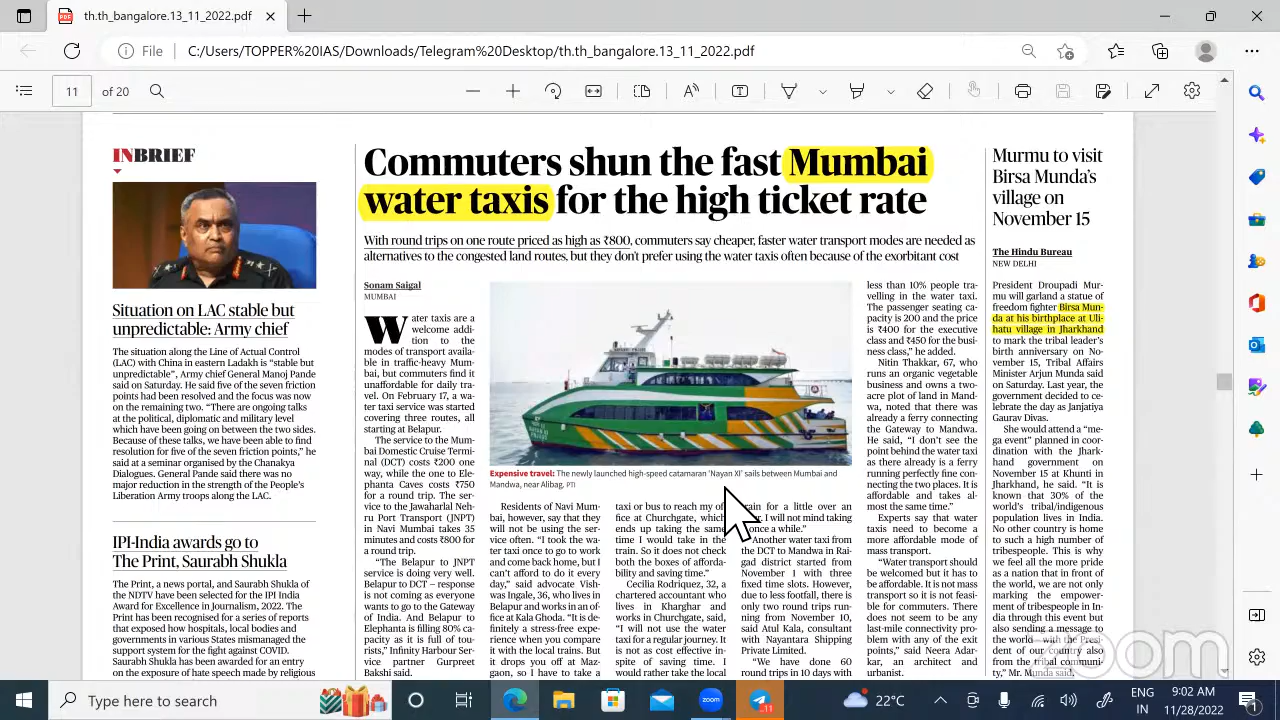 th.th_bangalore.13_11_2022.pdf
File
C:/Users/TOPPER%20IAS/Downloads/Telegram%20Desktop/th.th_bangalore.13_11_2022.pdf
11
of 20
INBRIEF
Situation on LAC stable but
unpredictable: Army chief
The situation along the Line of Actual Control
(LAC) with China in eastern Ladakh is “stable but
unpredictable”, Army chief General Manoj Pande
said on Saturday. He said five of the seven friction
points had been resolved and the focus was now
on the remaining two. “There are ongoing talks
at the political, diplomatic and military level
which have been going on between the two sides.
Because of these talks, we have been able to find
resolution for five of the seven friction points,” he
said at a seminar organised by the Chanakya
Dialogues. General Pande said there was no
major reduction in the strength of the People’s
Liberation Army troops along the LAC.
IPI-India awards go to
The Print, Saurabh Shukla
The Print, a news portal, and Saurabh Shukla of
the NDTV have been selected for the IPI India
Award for Excellence in Journalism, 2022. The
Print has been recognised for a series of reports
that exposed how hospitals, local bodies and
governments in various States mismanaged the
support system for the fight against COVID.
Saurabh Shukla has been awarded for an entry
on the exposure of hate speech made by religious
Commuters shun the fast Mumbai
water taxis for the high ticket rate
With round trips on one route priced as high as ₹800, commuters say cheaper, faster water transport modes are needed as
alternatives to the congested land routes, but they don’t prefer using the water taxis often because of the exorbitant cost
Sonam Saigal
MUMBAI
Water taxis are a
welcome addi-
tion to the
modes of transport availa-
ble in traffic-heavy Mum-
bai, but commuters find it
unaffordable for daily tra-
vel. On February 17, a wa-
ter taxi service was started
covering three routes, all
starting at Belapur.
The service to the Mum-
bai Domestic Cruise Termi-
nal (DCT) costs ₹200 one
way, while the one to Ele-
phanta Caves costs ₹750
for a round trip. The ser-
vice to the Jawaharlal Neh-
ru Port Transport (JNPT)
in Navi Mumbai takes 35
minutes and costs ₹800 for
a round trip.
“The Belapur to JNPT
service is doing very well.
Belapur to DCT – response
is not coming as everyone
wants to go to the Gateway
of India. And Belapur to
Elephanta is filling 80% ca-
pacity as it is full of tour-
ists,” Infinity Harbour Ser-
vice partner Gurpreet
Bakshi said.
Expensive travel: The newly launched high-speed catamaran ‘Nayan XI’ sails between Mumbai and
Mandwa, near Alibag. PTI
Residents of Navi Mum-
bai, however, say that they
will not be using the ser-
vice often. “I took the wa-
ter taxi once to go to work
and come back home, but I
can’t afford to do it every
day,” said advocate Vish-
was Ingale, 36, who lives in
Belapur and works in an of-
fice at Kala Ghoda. “It is de-
finitely a stress-free expe-
rience when you compare
it with the local trains. But
it drops you off at Maz-
gaon, so I have to take a
taxi or bus to reach my of-
fice at Churchgate, which
ends up taking the same
time I would take in the
train. So it does not check
both the boxes of afforda-
bility and saving time.”
Cecilia Rodriquez, 32, a
chartered accountant who
lives in Kharghar and
works in Churchgate, said,
“I will not use the water
taxi for a regular journey. It
is not as cost effective in-
spite of saving time. I
would rather take the local
train for a little over an
I will not mind taking
once a while.”
Another water taxi from
the DCT to Mandwa in Rai-
gad district started from
November 1 with three
fixed time slots. However,
due to less footfall, there
is only two round trips run-
ning from November 10,
said Atul Kala, consultant
with Nayantara Shipping
Private Limited.
“We have done 60
round trips in 10 days with
less than 10% people tra-
velling in the water taxi.
The passenger seating ca-
pacity is 200 and the price
is ₹400 for the executive
class and ₹450 for the busi-
ness class,” he added.
Nitin Thakkar, 67, who
runs an organic vegetable
business and owns a two-
acre plot of land in Mand-
wa, noted that there was
already a ferry connecting
the Gateway to Mandwa.
He said, “I don’t see the
point behind the water taxi
as there already is a ferry
running perfectly fine con-
necting the two places. It is
affordable and takes al-
most the same time.”
Experts say that water
taxis need to become a
more affordable mode of
mass transport.
“Water transport should
be welcomed but it has to
be affordable. It is not mass
transport so it is not feasi-
ble for commuters. There
does not seem to be any
last-mile connectivity pro-
blem with any of the exit
points,” said Neera Adar-
kar, an architect and
urbanist.
Murmu to visit
Birsa Munda’s
village on
November 15
The Hindu Bureau
NEW DELHI
President Droupadi Mur-
mu will garland a statue of
freedom fighter Birsa Mun-
da at his birthplace at Uli-
hatu village in Jharkhand
to mark the tribal leader’s
birth anniversary on No-
vember 15, Tribal Affairs
Minister Arjun Munda said
on Saturday. Last year, the
government decided to ce-
lebrate the day as Janjatiya
Gaurav Divas.
She would attend a “me-
ga event” planned in coor-
dination with the Jhark-
hand government on
November 15 at Khunti in
Jharkhand, he said. “It is
known that 30% of the
world’s tribal/indigenous
population lives in India.
No other country is home
to such a high number of
tribespeople. This is why
we feel all the more pride
as a nation that in front of
the world, we are not only
marking the empower-
ment of tribespeople in In-
dia through this event but
also sending a message to
the world – with the Presi-
dent of our country also
from the tribal communi-
ty,” Mr. Munda said.
zoom
Type here to search
zoom
11
22°C
ENG
IN
9:02 AM
11/28/2022
1